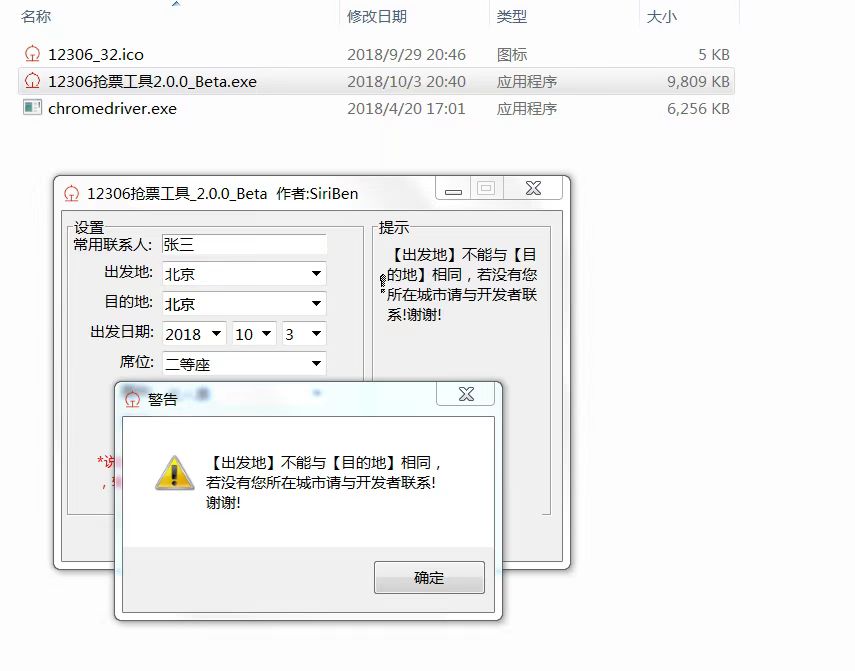 名称 修改日期 类型 大小
12306_32.ico 2018/9/29 20:46 图标 5 KB
12306抢票工具2.0.0_Beta.exe 2018/10/3 20:40 应用程序 9,809 KB
chromedriver.exe 2018/4/20 17:01 应用程序 6,256 KB
12306抢票工具_2.0.0_Beta 作者:SiriBen
设置
常用联系人: 张三
出发地: 北京
目的地: 北京
出发日期: 2018 10 3
席位: 二等座
提示
【出发地】不能与【目
的地】相同，若没有您
所在城市请与开发者联
系!谢谢!
*说
警告
【出发地】不能与【目的地】相同，
若没有您所在城市请与开发者联系!
谢谢!
确定